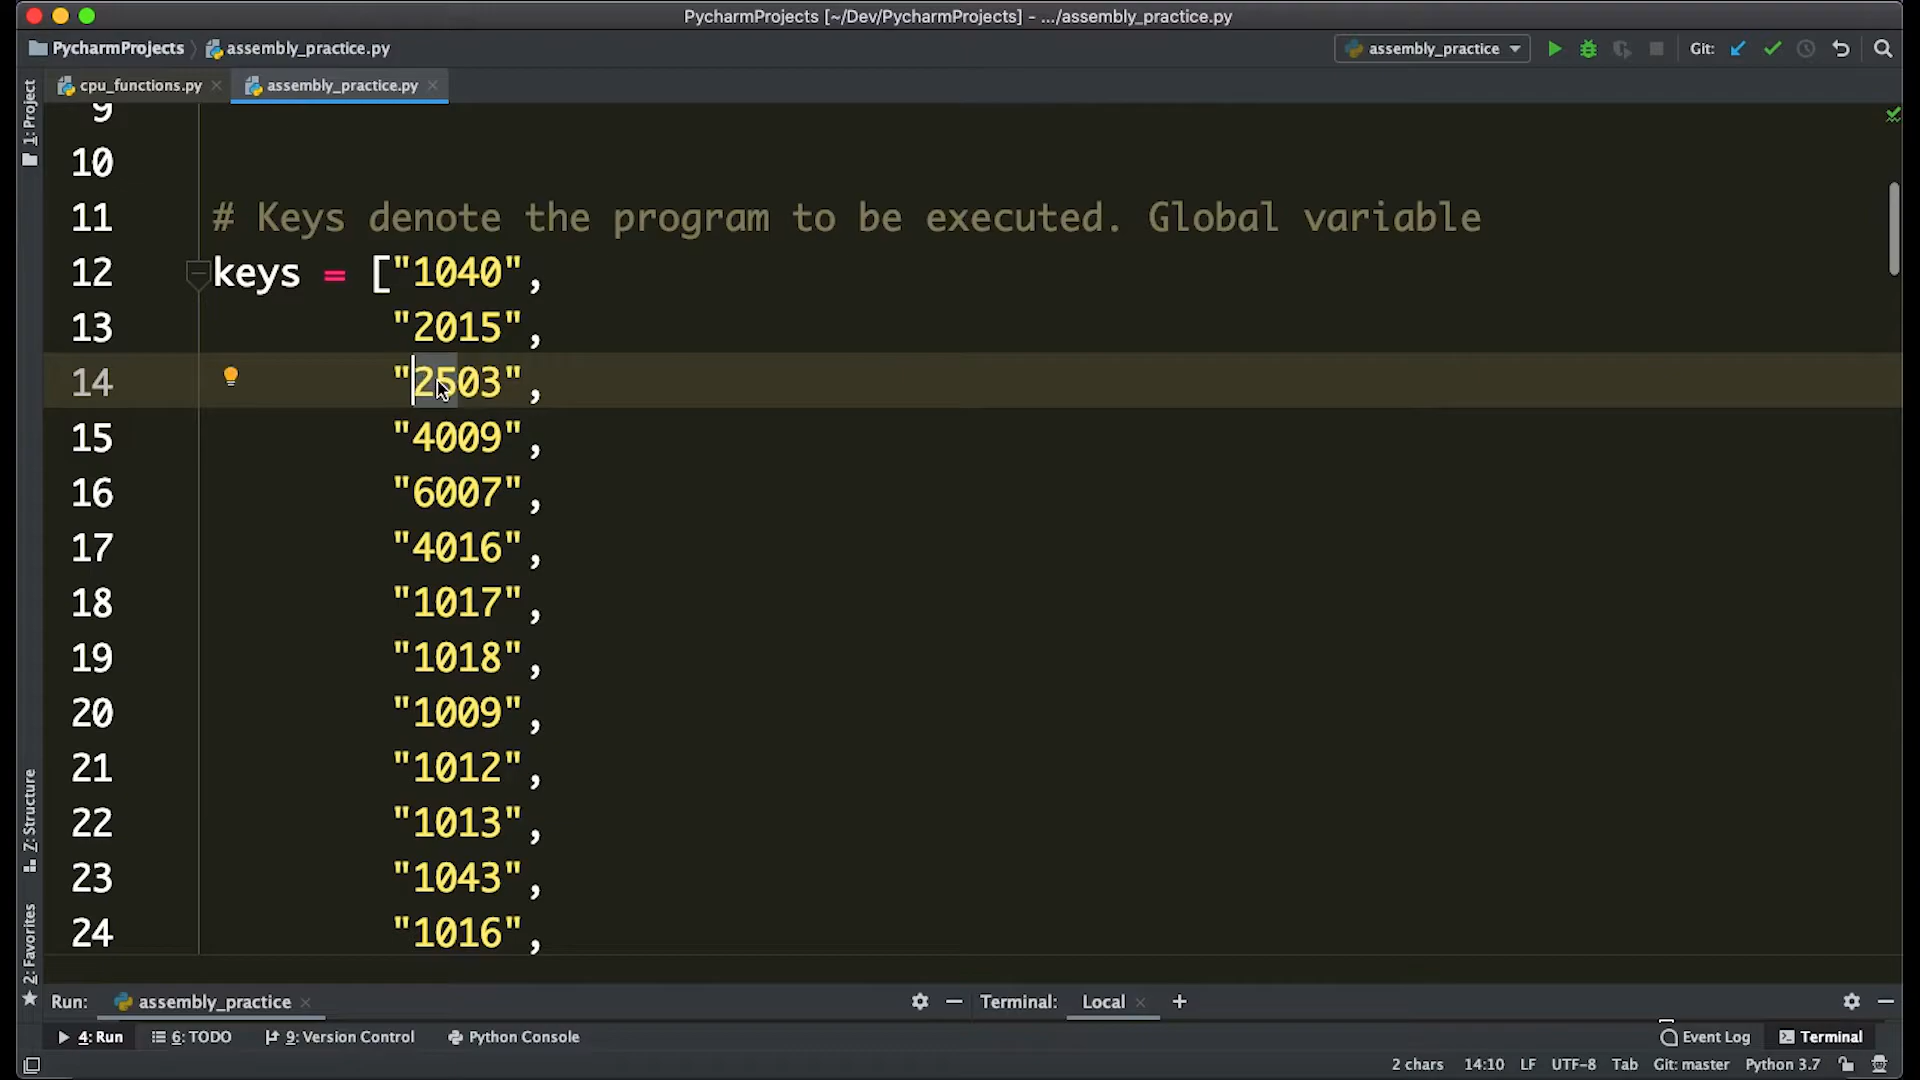 PycharmProjects [~/Dev/PycharmProjects] - .../assembly_practice.py
PycharmProjects assembly_practice.py
assembly_practice Git:
cpu_functions.py assembly_practice.py
1: Project
9
10
11 # Keys denote the program to be executed. Global variable
12 keys = ["1040",
13 "2015",
14 "2503",
15 "4009",
16 "6007",
17 "4016",
18 "1017",
19 "1018",
20 "1009",
21 "1012",
22 "1013",
23 "1043",
24 "1016",
7: Structure
2: Favorites
Run: assembly_practice Terminal: Local +
4: Run 6: TODO 9: Version Control Python Console Event Log Terminal
2 chars 14:10 LF UTF-8 Tab Git: master Python 3.7